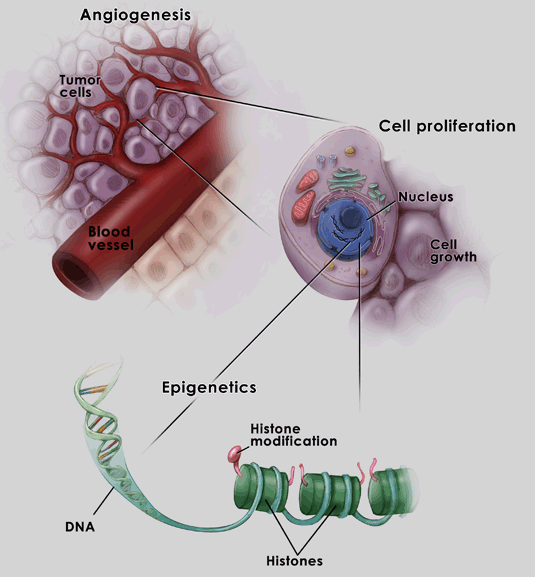 Angiogenesis
Tumor
cells
Blood
vessel
Cell proliferation
Nucleus
Cell
growth
Epigenetics
Histone
modification
DNA
Histones